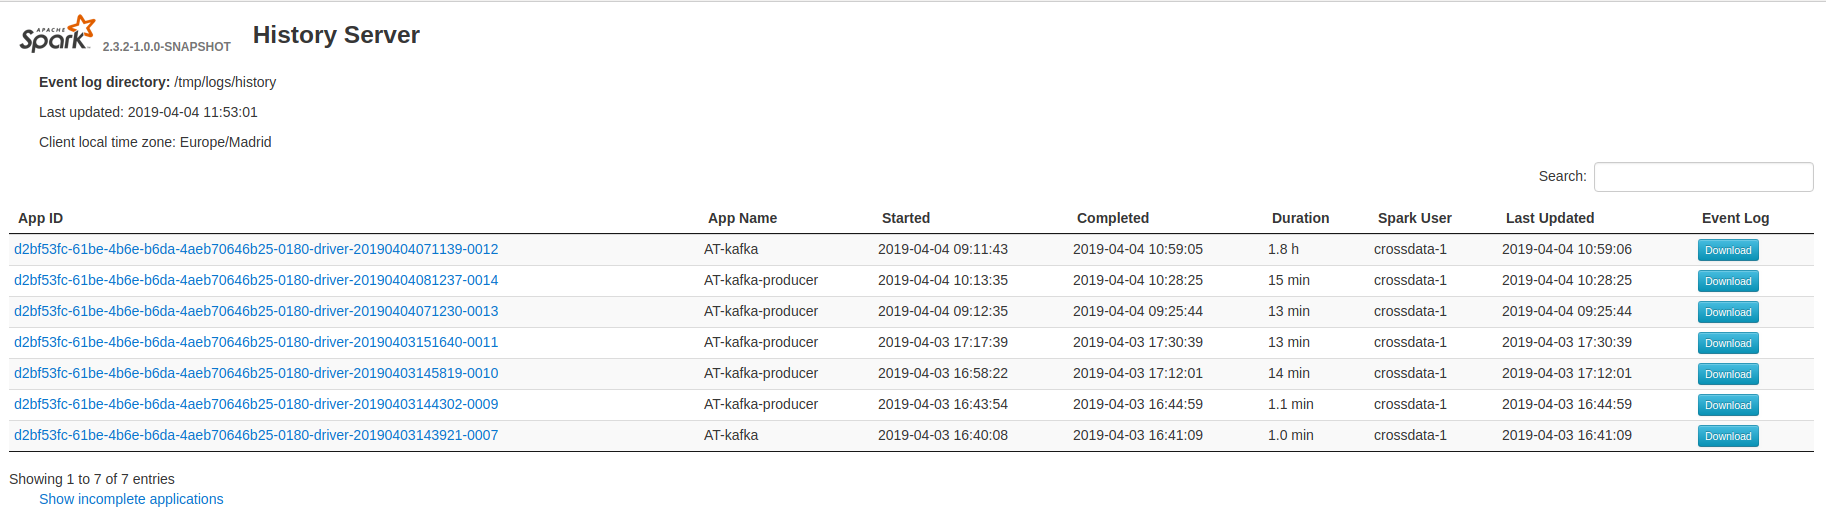 APACHE Spark 2.3.2-1.0.0-SNAPSHOT History Server
Event log directory: /tmp/logs/history
Last updated: 2019-04-04 11:53:01
Client local time zone: Europe/Madrid
Search:
App ID App Name Started Completed Duration Spark User Last Updated Event Log
d2bf53fc-61be-4b6e-b6da-4aeb70646b25-0180-driver-20190404071139-0012 AT-kafka 2019-04-04 09:11:43 2019-04-04 10:59:05 1.8 h crossdata-1 2019-04-04 10:59:06 Download
d2bf53fc-61be-4b6e-b6da-4aeb70646b25-0180-driver-20190404081237-0014 AT-kafka-producer 2019-04-04 10:13:35 2019-04-04 10:28:25 15 min crossdata-1 2019-04-04 10:28:25 Download
d2bf53fc-61be-4b6e-b6da-4aeb70646b25-0180-driver-20190404071230-0013 AT-kafka-producer 2019-04-04 09:12:35 2019-04-04 09:25:44 13 min crossdata-1 2019-04-04 09:25:44 Download
d2bf53fc-61be-4b6e-b6da-4aeb70646b25-0180-driver-20190403151640-0011 AT-kafka-producer 2019-04-03 17:17:39 2019-04-03 17:30:39 13 min crossdata-1 2019-04-03 17:30:39 Download
d2bf53fc-61be-4b6e-b6da-4aeb70646b25-0180-driver-20190403145819-0010 AT-kafka-producer 2019-04-03 16:58:22 2019-04-03 17:12:01 14 min crossdata-1 2019-04-03 17:12:01 Download
d2bf53fc-61be-4b6e-b6da-4aeb70646b25-0180-driver-20190403144302-0009 AT-kafka-producer 2019-04-03 16:43:54 2019-04-03 16:44:59 1.1 min crossdata-1 2019-04-03 16:44:59 Download
d2bf53fc-61be-4b6e-b6da-4aeb70646b25-0180-driver-20190403143921-0007 AT-kafka 2019-04-03 16:40:08 2019-04-03 16:41:09 1.0 min crossdata-1 2019-04-03 16:41:09 Download
Showing 1 to 7 of 7 entries
Show incomplete applications